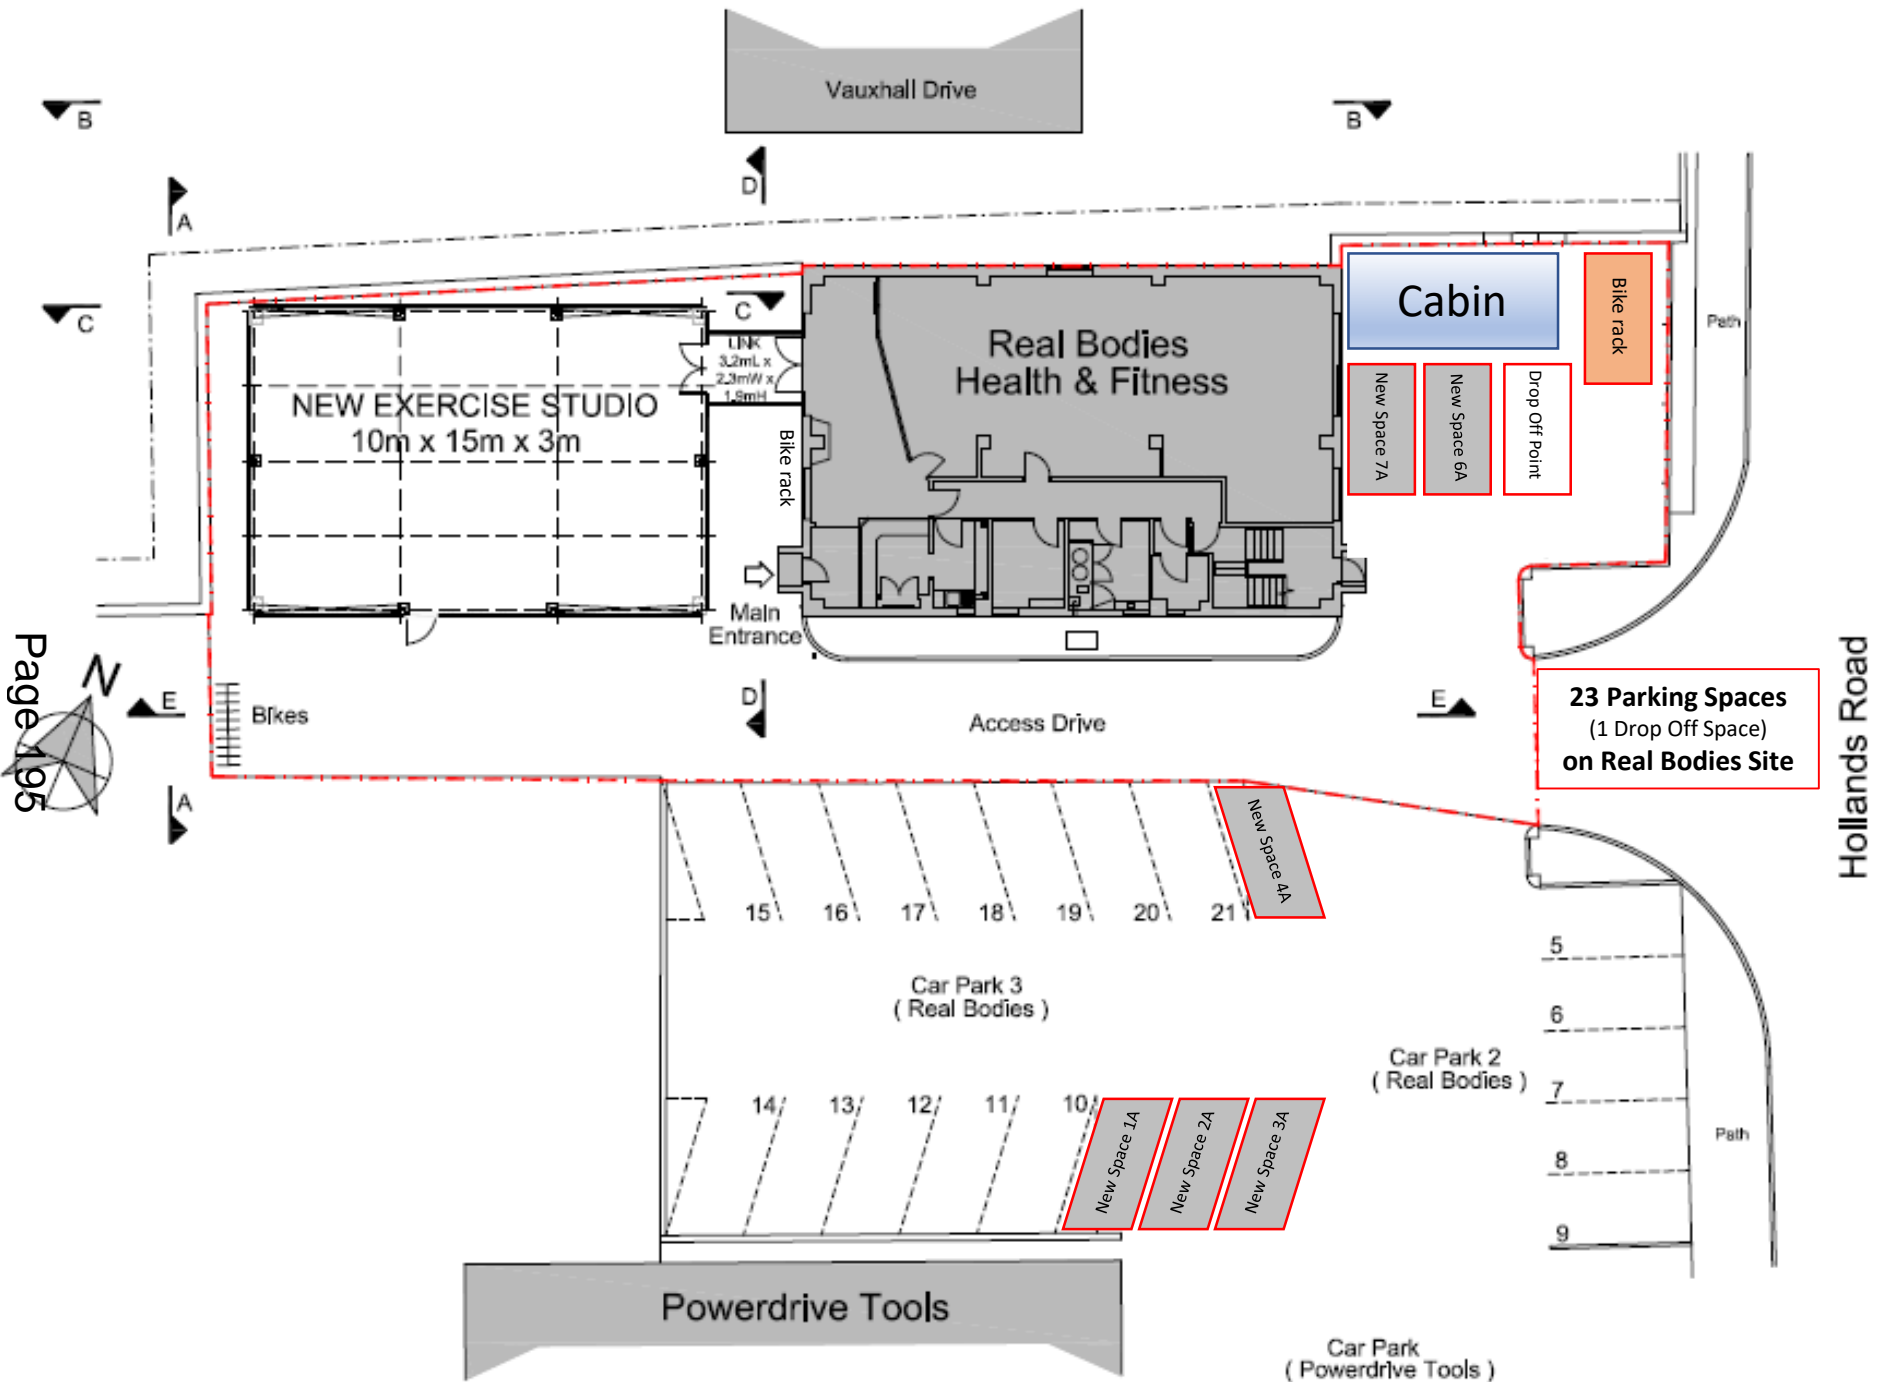 Vauxhall Drive
B
B
D
A
C
C
Cabin
Bike rack
Path
LINK
3.2mL x
2.3mW x
1.9mH
Real Bodies
Health & Fitness
New Space 7A
New Space 6A
Drop Off Point
NEW EXERCISE STUDIO
10m x 15m x 3m
Bike rack
Main
Entrance
Page 195
N
E
Bikes
D
Access Drive
E
23 Parking Spaces
(1 Drop Off Space)
on Real Bodies Site
Hollands Road
A
New Space 4A
15
16
17
18
19
20
21
5
Car Park 3
( Real Bodies )
6
Car Park 2
( Real Bodies )
7
14
13
12
11
10
New Space 1A
New Space 2A
New Space 3A
Path
8
9
Powerdrive Tools
Car Park
( Powerdrive Tools )